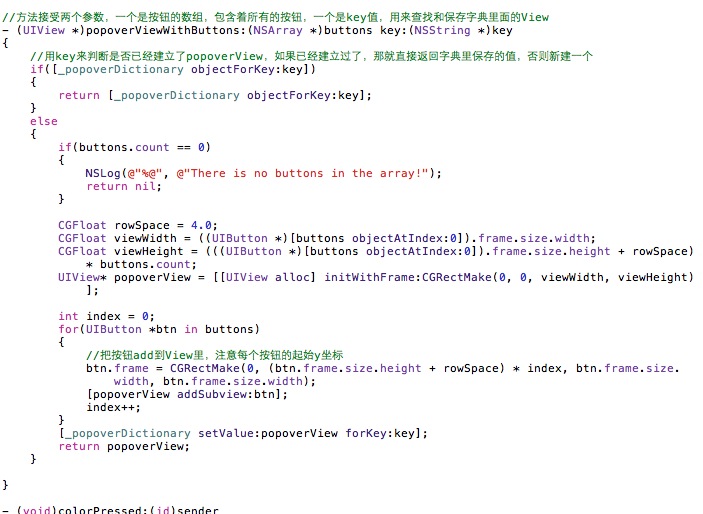 //方法接受两个参数，一个是按钮的数组，包含着所有的按钮，一个是key值，用来查找和保存字典里面的View
- (UIView *)popoverViewWithButtons:(NSArray *)buttons key:(NSString *)key
{
//用key来判断是否已经建立了popoverView，如果已经建立过了，那就直接返回字典里保存的值，否则新建一个
if([_popoverDictionary objectForKey:key])
{
return [_popoverDictionary objectForKey:key];
}
else
{
if(buttons.count == 0)
{
NSLog(@"%@", @"There is no buttons in the array!");
return nil;
}
CGFloat rowSpace = 4.0;
CGFloat viewWidth = ((UIButton *)[buttons objectAtIndex:0]).frame.size.width;
CGFloat viewHeight = (((UIButton *)[buttons objectAtIndex:0]).frame.size.height + rowSpace)
* buttons.count;
UIView* popoverView = [[UIView alloc] initWithFrame:CGRectMake(0, 0, viewWidth, viewHeight)
];
int index = 0;
for(UIButton *btn in buttons)
{
//把按钮add到View里，注意每个按钮的起始y坐标
btn.frame = CGRectMake(0, (btn.frame.size.height + rowSpace) * index, btn.frame.size.
width, btn.frame.size.width);
[popoverView addSubview:btn];
index++;
}
[_popoverDictionary setValue:popoverView forKey:key];
return popoverView;
}
}
- (void)colorPressed:(id)sender